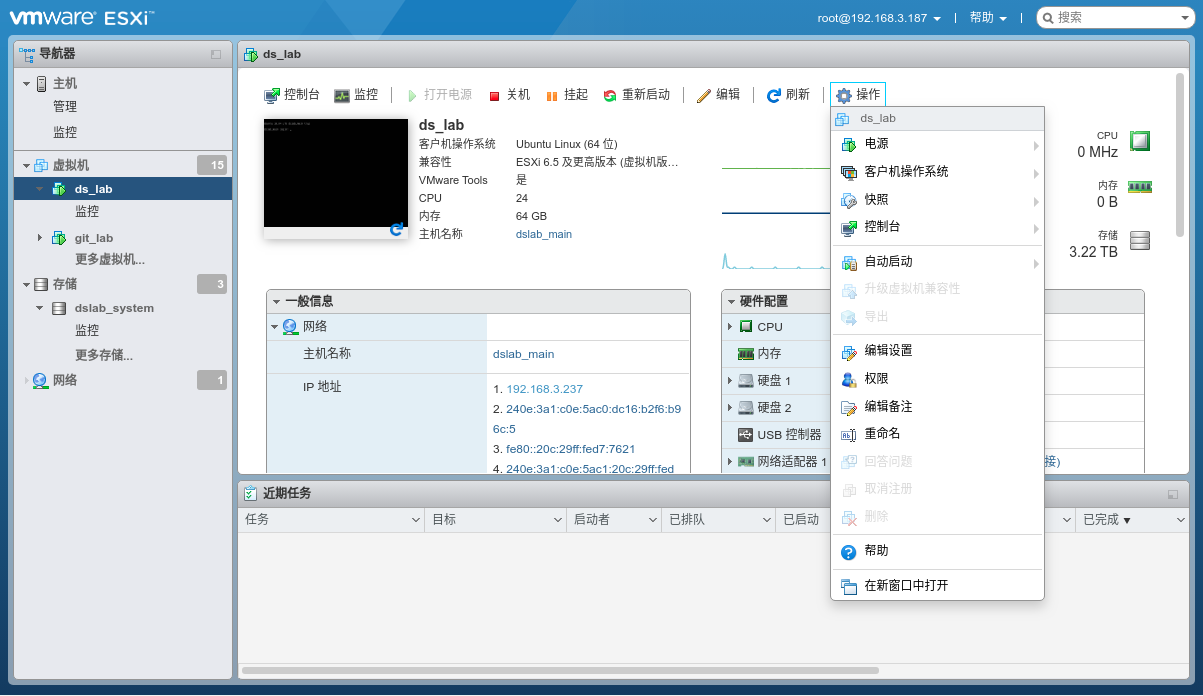 vmware ESXi™
root@192.168.3.187
帮助
搜索
导航器
主机
管理
监控
虚拟机
15
ds_lab
监控
git_lab
更多虚拟机...
存储
3
dslab_system
监控
更多存储...
网络
1
ds_lab
控制台
监控
打开电源
关机
挂起
重新启动
编辑
刷新
操作
ds_lab
客户机操作系统 Ubuntu Linux (64 位)
兼容性 ESXi 6.5 及更高版本 (虚拟机版…
VMware Tools 是
CPU 24
内存 64 GB
主机名称 dslab_main
CPU
0 MHz
内存
0 B
存储
3.22 TB
一般信息
网络
主机名称 dslab_main
IP 地址 1. 192.168.3.237
2. 240e:3a1:c0e:5ac0:dc16:b2f6:b9
6c:5
3. fe80::20c:29ff:fed7:7621
4. 240e:3a1:c0e:5ac1:20c:29ff:fed
硬件配置
CPU
内存
硬盘 1
硬盘 2
USB 控制器
网络适配器 1
接)
ds_lab
电源
客户机操作系统
快照
控制台
自动启动
升级虚拟机兼容性
导出
编辑设置
权限
编辑备注
重命名
回答问题
取消注册
删除
帮助
在新窗口中打开
近期任务
任务
目标
启动者
已排队
已启动
已完成 ▼